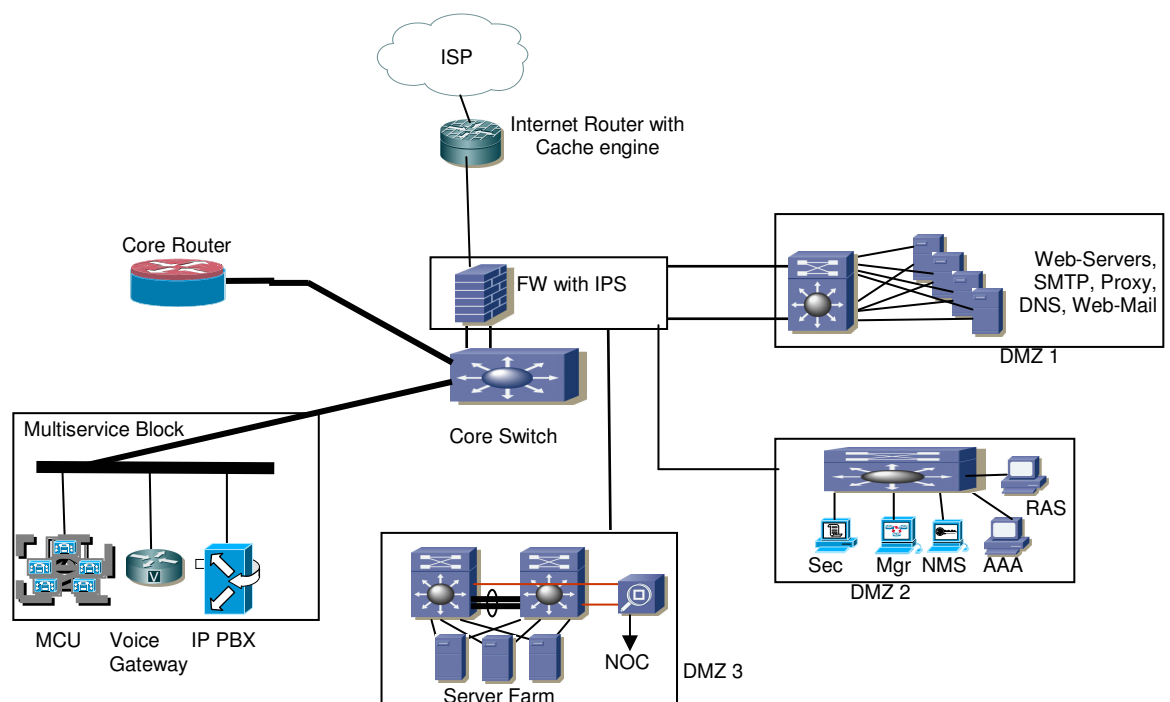 ISP
Internet Router with
Cache engine
Core Router
FW with IPS
Web-Servers,
SMTP, Proxy,
DNS, Web-Mail
DMZ 1
Core Switch
Multiservice Block
V
MCU
Voice
Gateway
IP PBX
RAS
Sec
Mgr
NMS
AAA
DMZ 2
NOC
Server Farm
DMZ 3